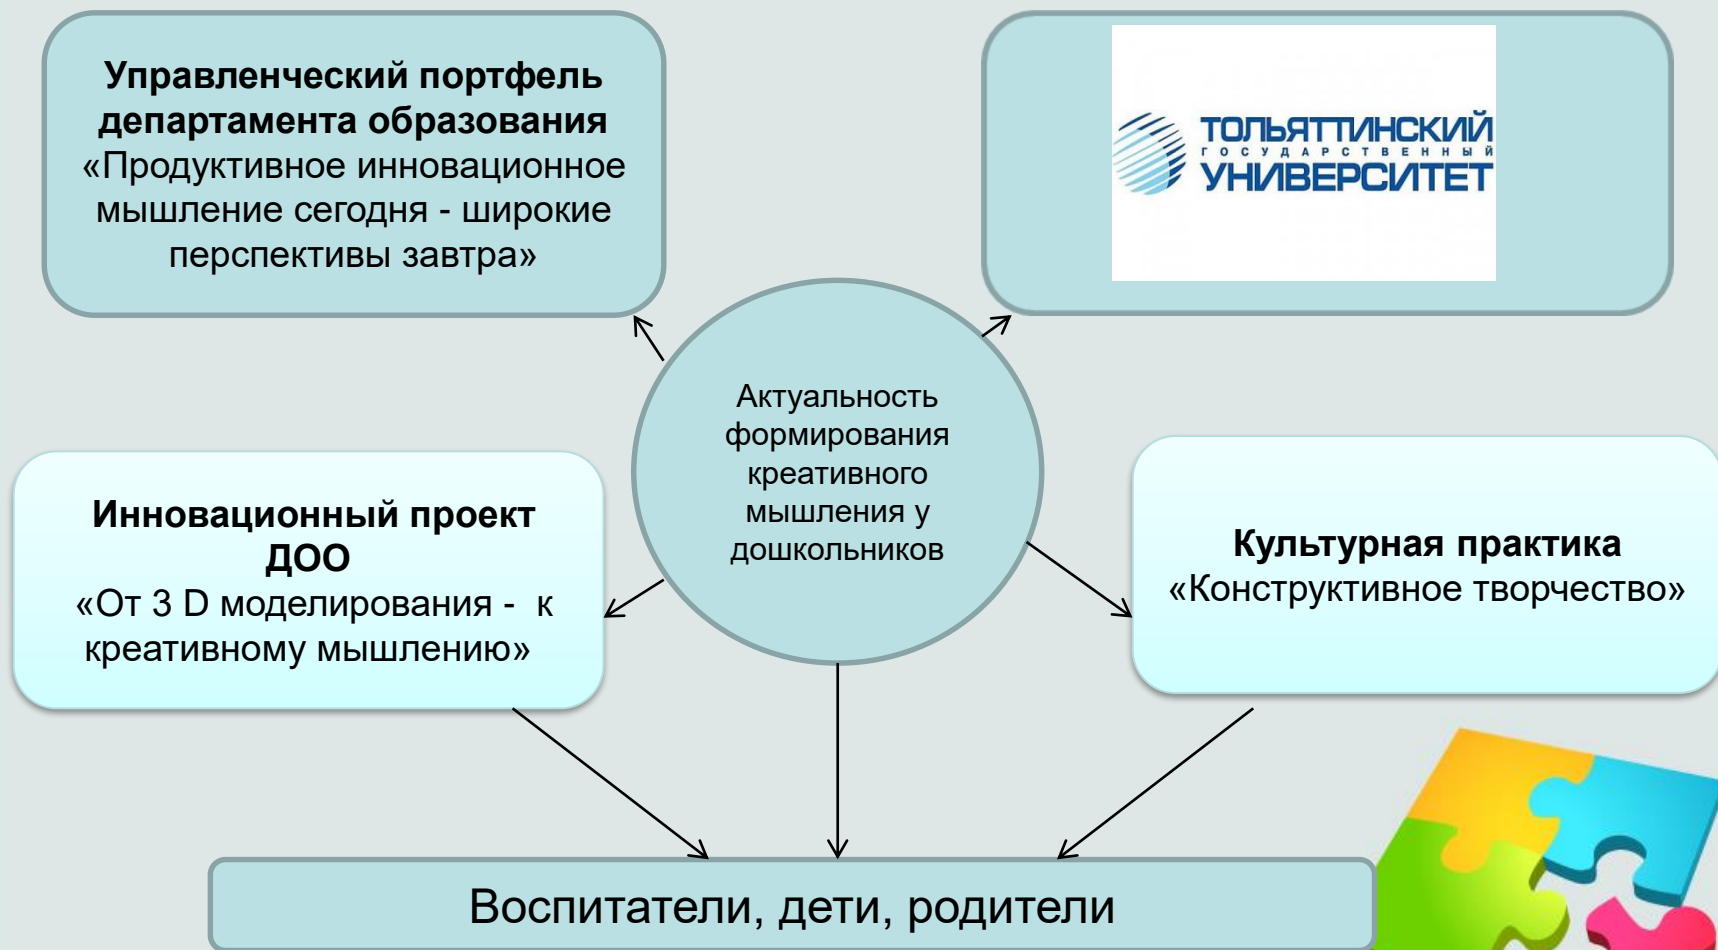 Управленческий портфель
департамента образования
«Продуктивное инновационное
мышление сегодня - широкие
перспективы завтра»
ТОЛЬЯТТИНСКИЙ
ГОСУДАРСТВЕННЫЙ
УНИВЕРСИТЕТ
Актуальность
формирования
креативного
мышления у
дошкольников
Инновационный проект
ДОО
«От 3 D моделирования - к
креативному мышлению»
Культурная практика
«Конструктивное творчество»
Воспитатели, дети, родители